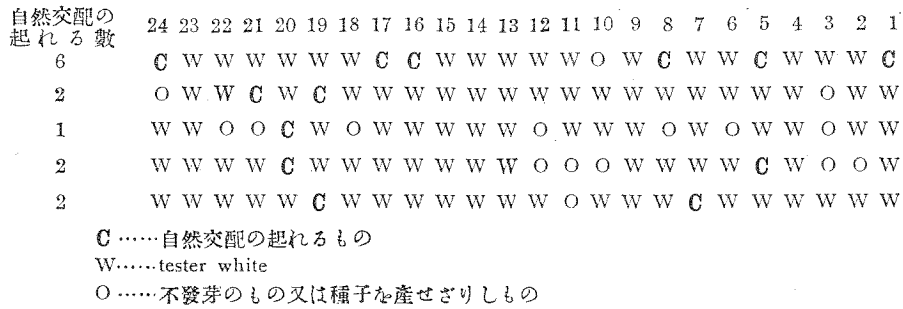 自然交配の
起れる數 24 23 22 21 20 19 18 17 16 15 14 13 12 11 10 9 8 7 6 5 4 3 2 1
6 C W W W W W W C C W W W W W O W C W W C W W W C
2 O W W C W C W W W W W W W W W W W W W W W O W W
1 W W O O C W O W W W W W O W W W O W O W W O W W
2 W W W W C W W W W W W W O O O W W W W C W O O W
2 W W W W W C W W W W W W W O W W W C W W W W W W
C……自然交配の起れるもの
W……tester white
O……不發芽のもの又は種子を產せざりしもの